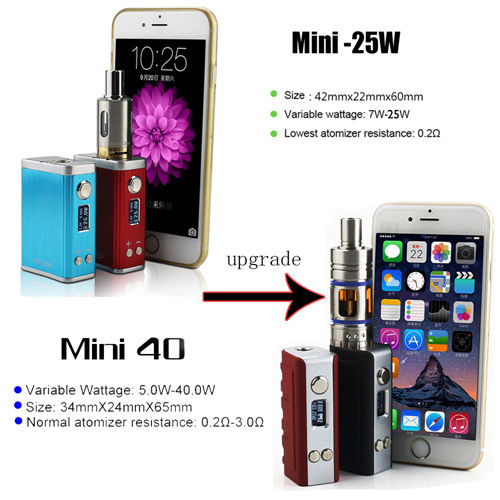 Mini -25W
Size : 42mmx22mmx60mm
Variable wattage: 7W-25W
Lowest atomizer resistance: 0.2Ω
10:25
upgrade
Mini 40
Variable Wattage: 5.0W-40.0W
Size: 34mmX24mmX65mm
Normal atomizer resistance: 0.2Ω-3.0Ω